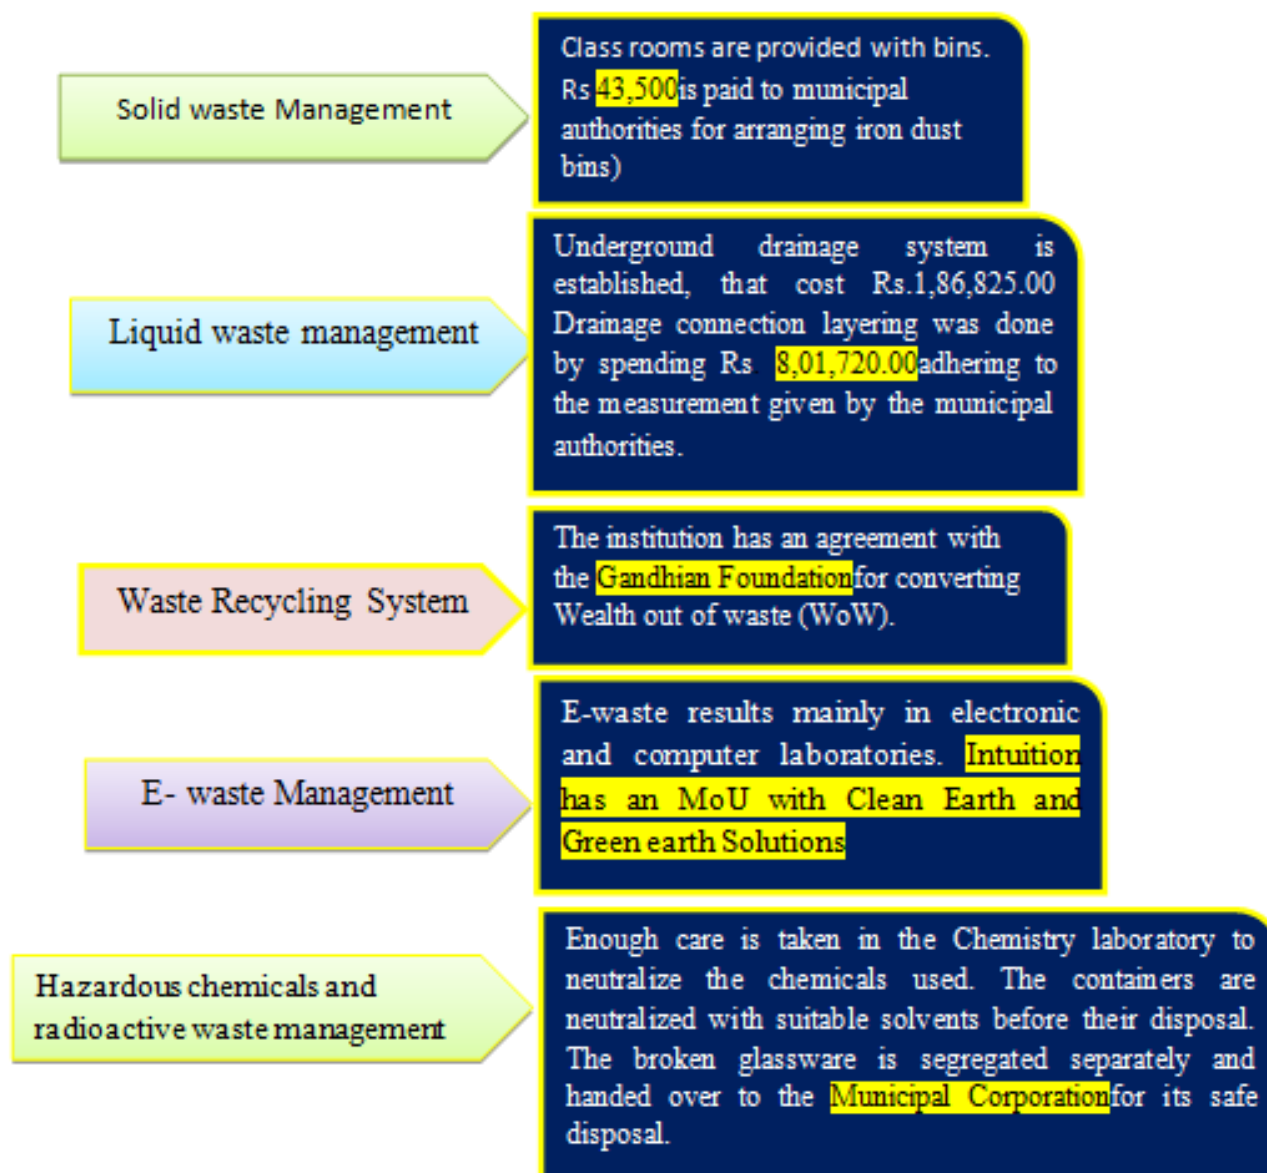 Solid waste Management
Class rooms are provided with bins.
Rs 43,500is paid to municipal
authorities for arranging iron dust
bins)
Liquid waste management
Underground drainage system is
established, that cost Rs.1,86,825.00
Drainage connection layering was done
by spending Rs. 8,01,720.00adhering to
the measurement given by the municipal
authorities.
Waste Recycling System
The institution has an agreement with
the Gandhian Foundationfor converting
Wealth out of waste (WoW).
E- waste Management
E-waste results mainly in electronic
and computer laboratories. Intuition
has an MoU with Clean Earth and
Green earth Solutions
Hazardous chemicals and
radioactive waste management
Enough care is taken in the Chemistry laboratory to
neutralize the chemicals used. The containers are
neutralized with suitable solvents before their disposal.
The broken glassware is segregated separately and
handed over to the Municipal Corporationfor its safe
disposal.